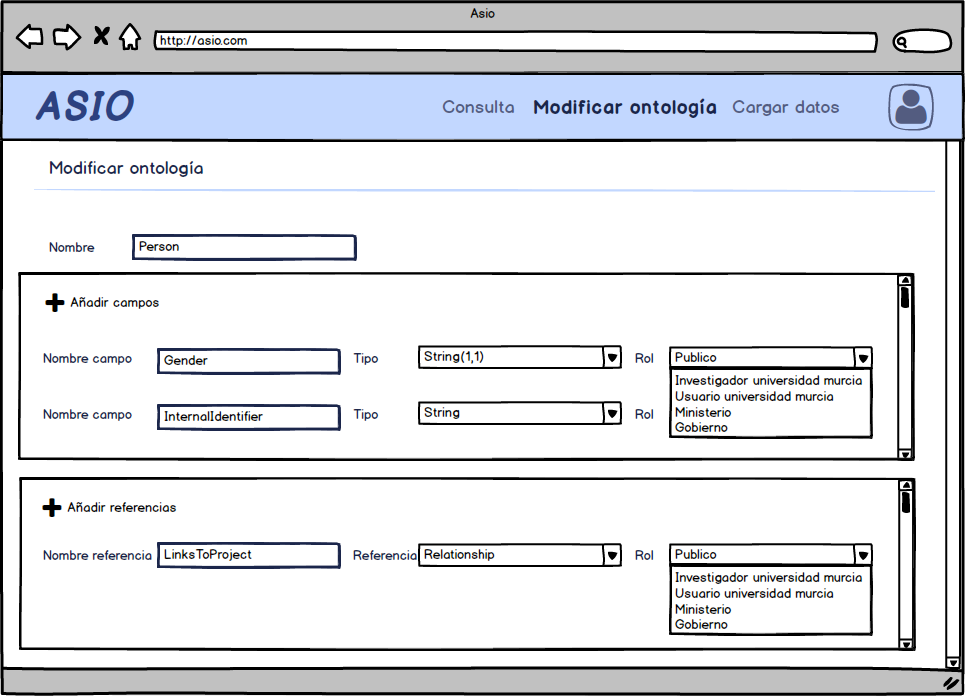 Asio
http://asio.com
ASIO
Consulta Modificar ontología Cargar datos
Modificar ontología
Nombre Person
Añadir campos
Nombre campo Gender Tipo String(1,1) Rol Publico
Investigador universidad murcia
Usuario universidad murcia
Nombre campo InternalIdentifier Tipo String Rol Ministerio
Gobierno
Añadir referencias
Nombre referencia LinksToProject Referencia Relationship Rol Publico
Investigador universidad murcia
Usuario universidad murcia
Ministerio
Gobierno